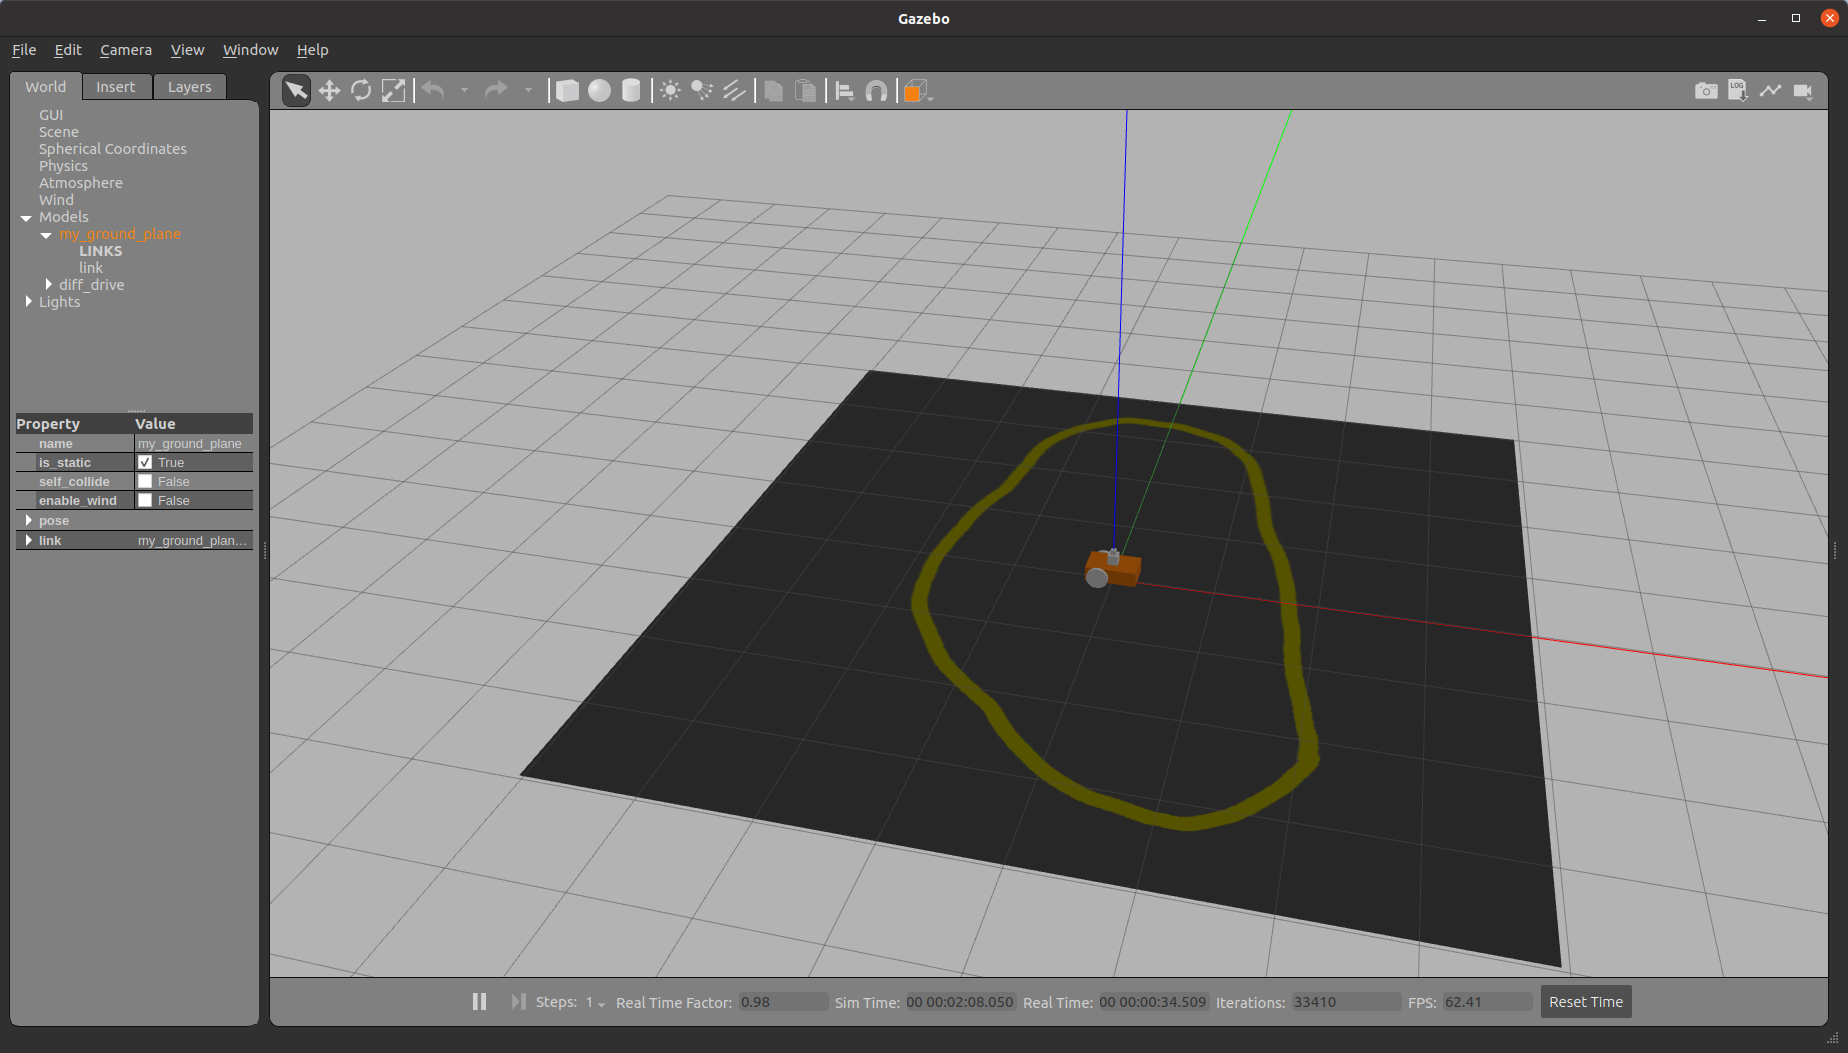 Gazebo
File Edit Camera View Window Help
World Insert Layers
LOG
GUI
Scene
Spherical Coordinates
Physics
Atmosphere
Wind
Models
my_ground_plane
LINKS
link
diff_drive
Lights
Property Value
name my_ground_plane
is_static True
self_collide False
enable_wind False
pose
link my_ground_plan...
Steps: 1 Real Time Factor: 0.98 Sim Time: 00 00:02:08.050 Real Time: 00 00:00:34.509 Iterations: 33410 FPS: 62.41 Reset Time